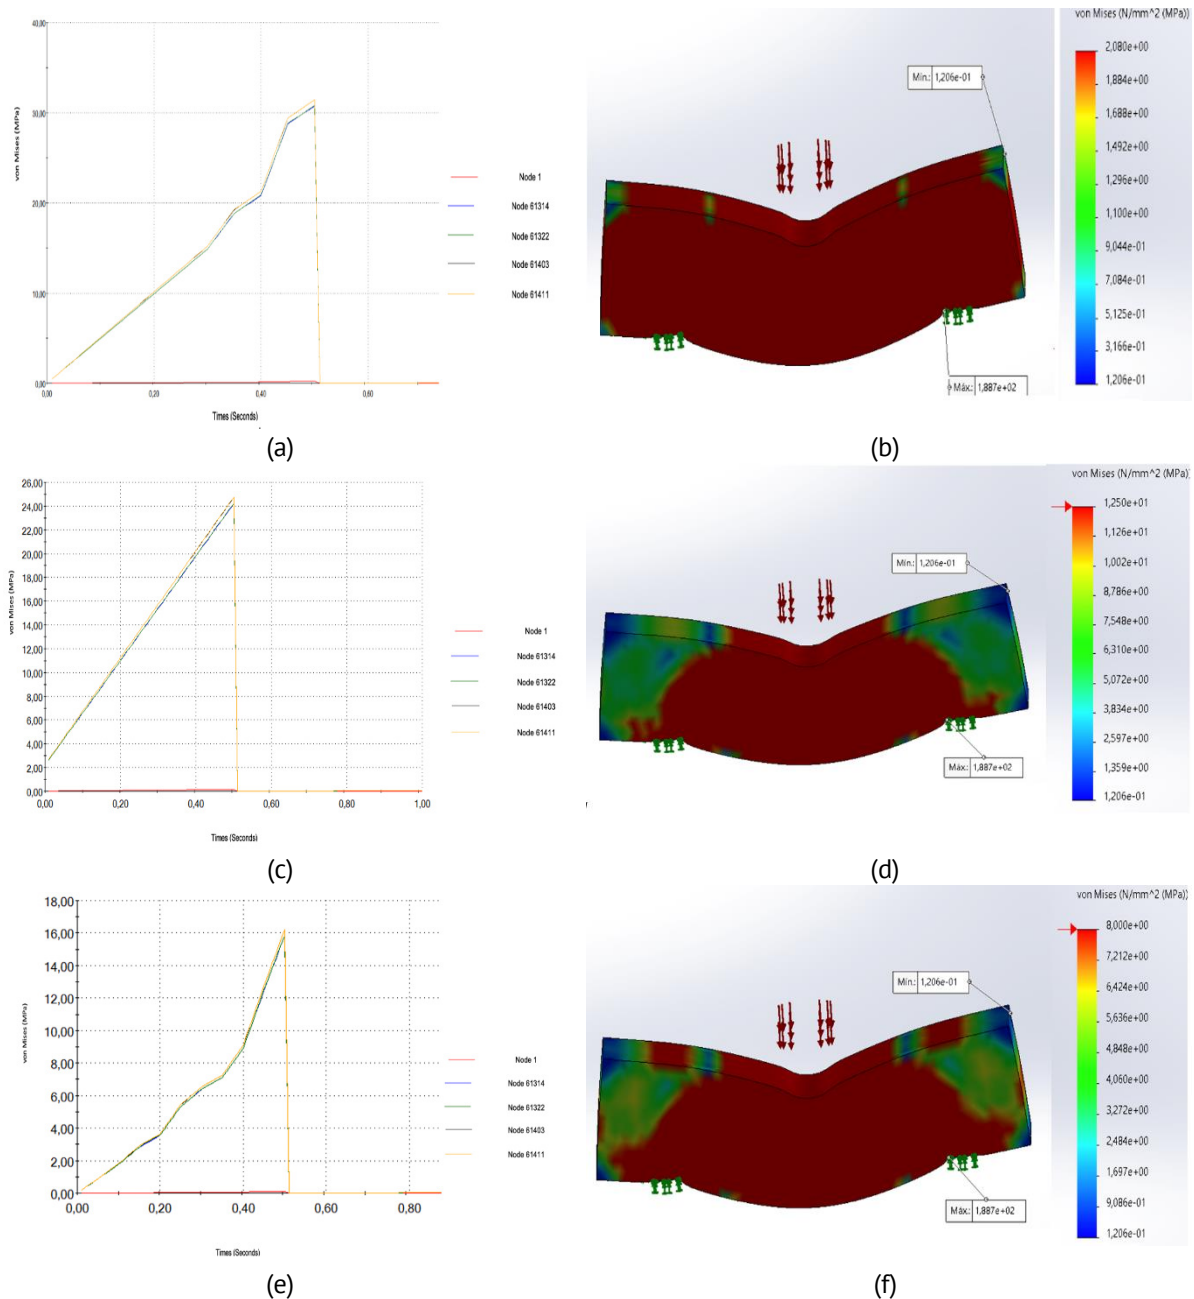 40,00
30,00
20,00
10,00
0,00
von Mises (MPa)
0,20
0,40
0,60
Times (Seconds)
Node 1
Node 61314
Node 61322
Node 61403
Node 61411
(a)
von Mises (N/mm^2 (MPa))
2,080e+00
1,884e+00
1,688e+00
1,492e+00
1,296e+00
1,100e+00
9,044e-01
7,084e-01
5,125e-01
3,166e-01
1,206e-01
Mín.: 1,206e-01
Máx.: 1,887e+02
(b)
26,00
24,00
22,00
20,00
18,00
16,00
14,00
12,00
10,00
8,00
6,00
4,00
2,00
0,00
von Mises (MPa)
0,00
0,20
0,40
0,60
0,80
1,00
Times (Seconds)
Node 1
Node 61314
Node 61322
Node 61403
Node 61411
(c)
von Mises (N/mm^2 (MPa))
1,250e+01
1,126e+01
1,002e+01
8,786e+00
7,548e+00
6,310e+00
5,072e+00
3,834e+00
2,597e+00
1,359e+00
1,206e-01
Mín.: 1,206e-01
Máx.: 1,887e+02
(d)
18,00
16,00
14,00
12,00
10,00
8,00
6,00
4,00
2,00
0,00
von Mises (MPa)
0,00
0,20
0,40
0,60
0,80
Times (Seconds)
Node 1
Node 61314
Node 61322
Node 61403
Node 61411
(e)
von Mises (N/mm^2 (MPa))
8,000e+00
7,212e+00
6,424e+00
5,636e+00
4,848e+00
4,060e+00
3,272e+00
2,484e+00
1,697e+00
9,086e-01
1,206e-01
Mín.: 1,206e-01
Máx.: 1,887e+02
(f)